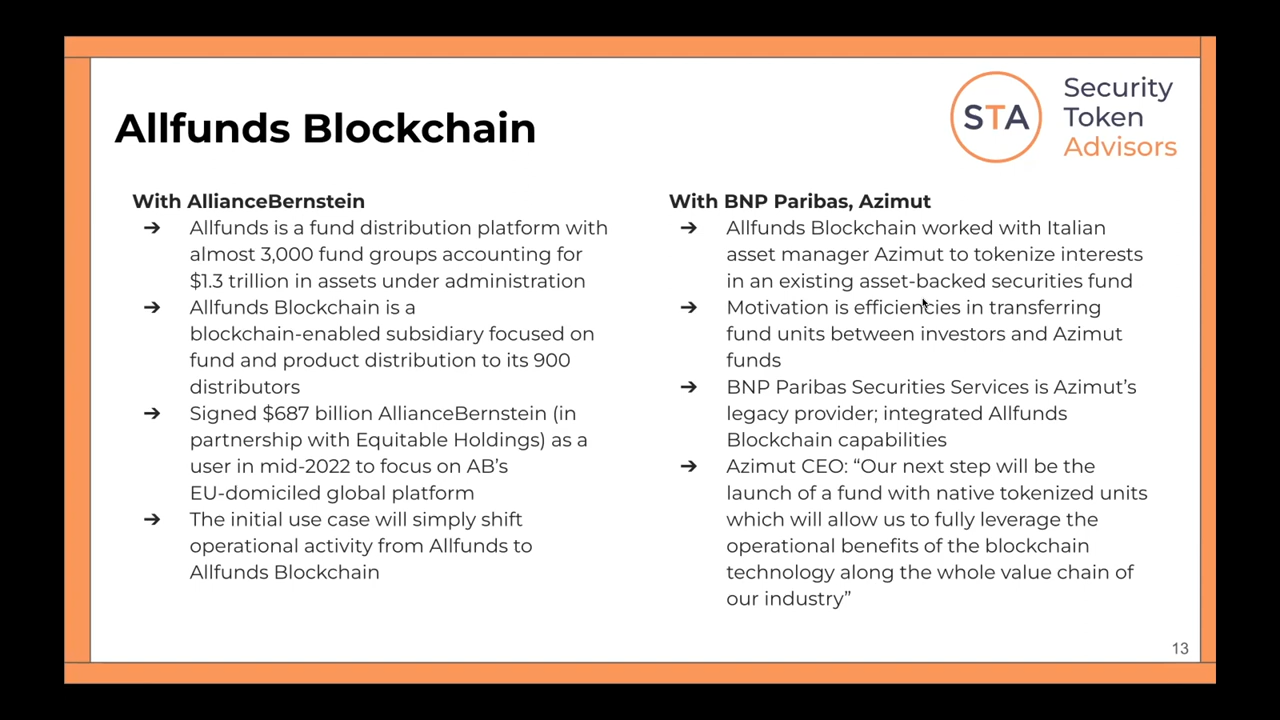 Allfunds Blockchain
STA
Security
Token
Advisors
With AllianceBernstein
➔ Allfunds is a fund distribution platform with
almost 3,000 fund groups accounting for
$1.3 trillion in assets under administration
➔ Allfunds Blockchain is a
blockchain-enabled subsidiary focused on
fund and product distribution to its 900
distributors
➔ Signed $687 billion AllianceBernstein (in
partnership with Equitable Holdings) as a
user in mid-2022 to focus on AB’s
EU-domiciled global platform
➔ The initial use case will simply shift
operational activity from Allfunds to
Allfunds Blockchain
With BNP Paribas, Azimut
➔ Allfunds Blockchain worked with Italian
asset manager Azimut to tokenize interests
in an existing asset-backed securities fund
➔ Motivation is efficiencies in transferring
fund units between investors and Azimut
funds
➔ BNP Paribas Securities Services is Azimut’s
legacy provider; integrated Allfunds
Blockchain capabilities
➔ Azimut CEO: “Our next step will be the
launch of a fund with native tokenized units
which will allow us to fully leverage the
operational benefits of the blockchain
technology along the whole value chain of
our industry”
13